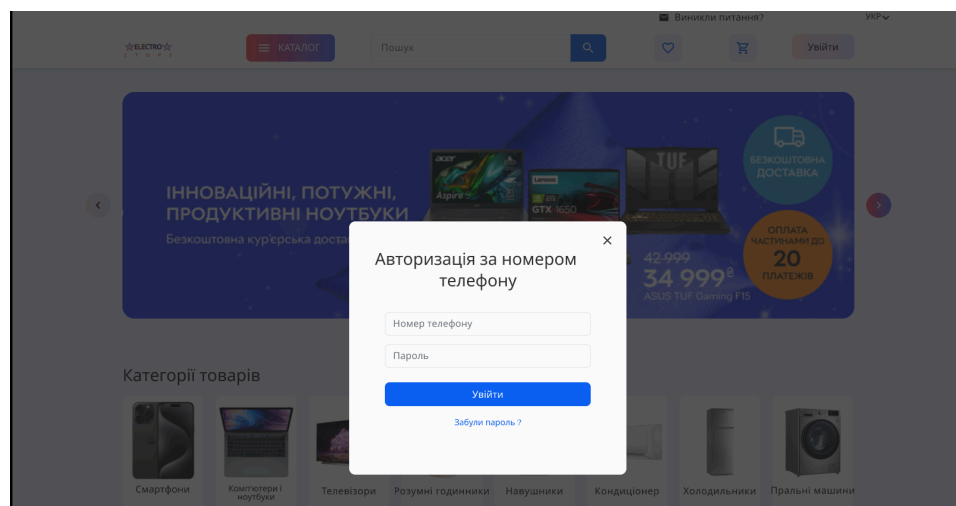 Виникли питання?
УКР
ELECTRO
STORE
КАТАЛОГ
Пошук
Увійти
ІННОВАЦІЙНІ, ПОТУЖНІ,
ПРОДУКТИВНІ НОУТБУКИ
Безкоштовна кур'єрська доста
acer
Aspire
Lenovo
GTX 1650
TUF
БЕЗКОШТОВНА
ДОСТАВКА
ОПЛАТА
ЧАСТИНАМИ ДО
20
ПЛАТЕЖІВ
42 999
34 999₴
ASUS TUF Gaming F15
Авторизація за номером
телефону
Номер телефону
Пароль
Увійти
Забули пароль ?
Категорії товарів
Смартфони
Комп'ютери і
ноутбуки
Телевізори
Розумні годинники
Навушники
Кондиціонер
Холодильники
Пральні машини